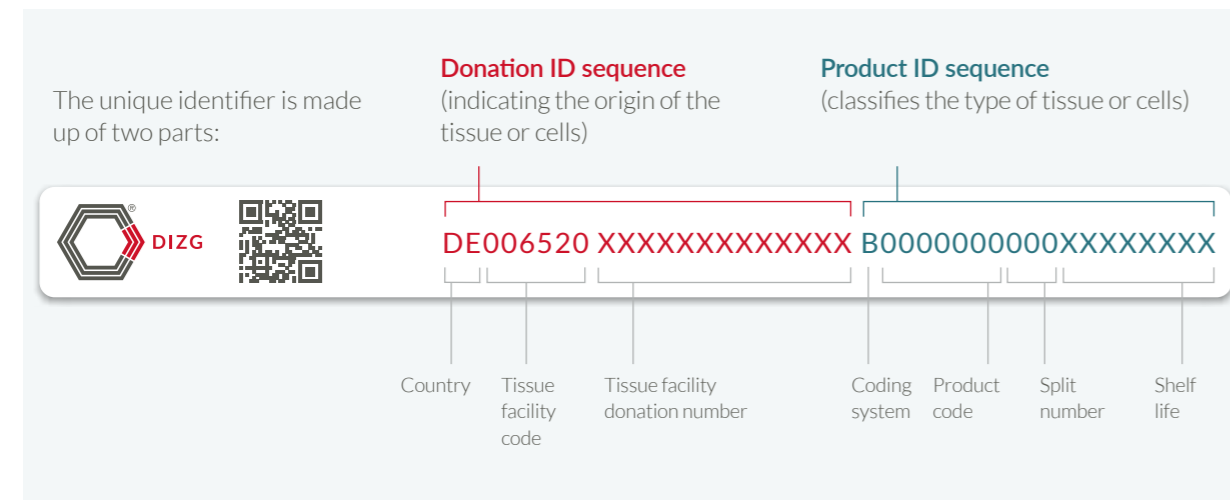 The unique identifier is made
up of two parts:
Donation ID sequence
(indicating the origin of the
tissue or cells)
Product ID sequence
(classifies the type of tissue or cells)
® DIZG
DE006520 XXXXXXXXXXXXX B0000000000XXXXXXXX
Country
Tissue
facility
code
Tissue facility
donation number
Coding
system
Product
code
Split
number
Shelf
life